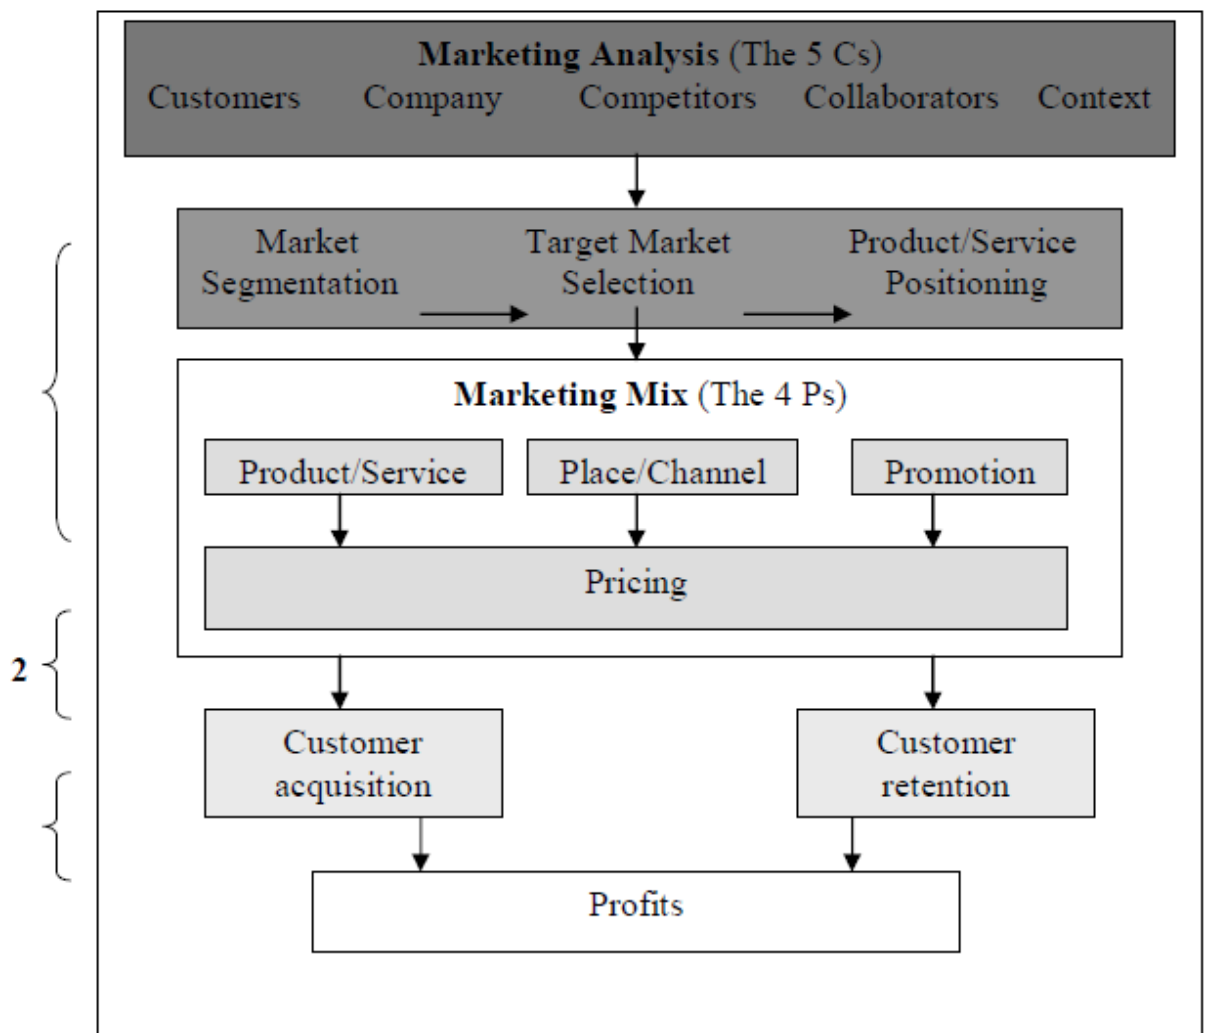 Marketing Analysis (The 5 Cs)
Customers Company Competitors Collaborators Context
Market Segmentation
Target Market Selection
Product/Service Positioning
Marketing Mix (The 4 Ps)
Product/Service Place/Channel Promotion
Pricing
2
Customer acquisition
Customer retention
Profits